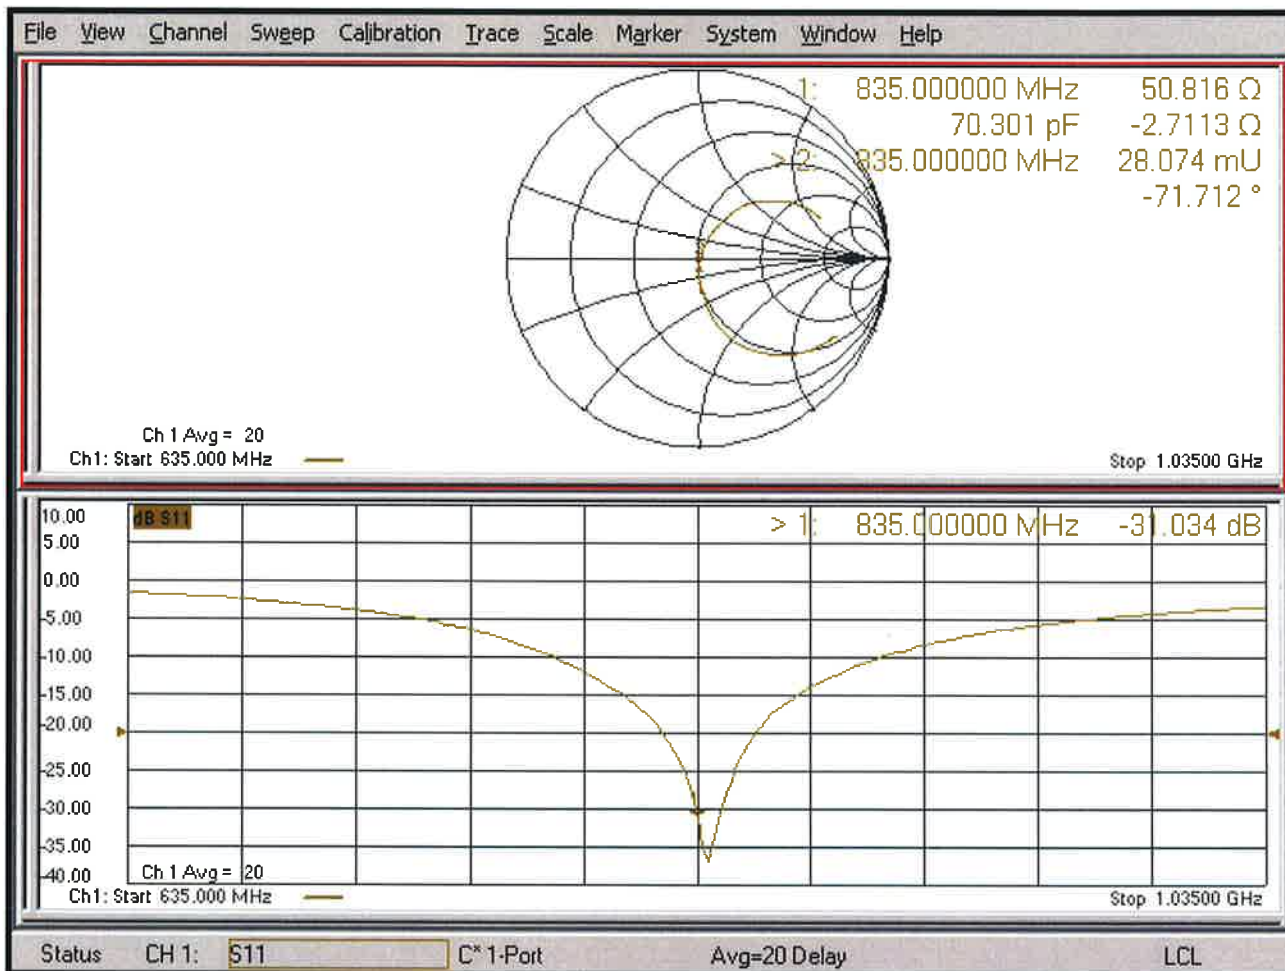 File View Channel Sweep Calibration Trace Scale Marker System Window Help
1: 835.000000 MHz 50.816 Ω
70.301 pF -2.7113 Ω
> 2: 835.000000 MHz 28.074 mU
-71.712 °
Ch 1 Avg = 20
Ch1: Start 635.000 MHz
Stop 1.03500 GHz
10.00
dB S11
> 1: 835.000000 MHz -31.034 dB
5.00
0.00
-5.00
-10.00
-15.00
-20.00
-25.00
-30.00
-35.00
-40.00
Ch 1 Avg = 20
Ch1: Start 635.000 MHz
Stop 1.03500 GHz
Status CH 1: S11 C* 1-Port Avg=20 Delay LCL